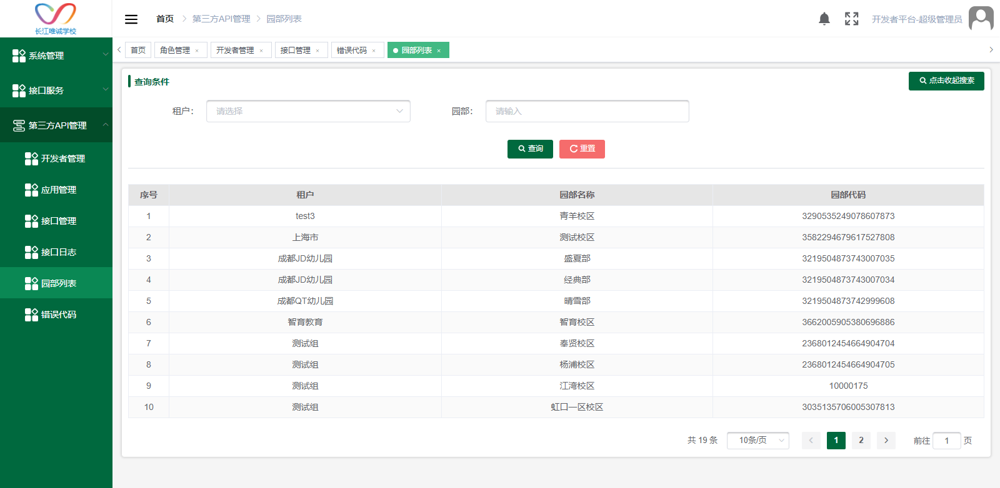 长江唯诚学校
首页 > 第三方API管理 > 园部列表
开发者平台-超级管理员
首页 角色管理 × 开发者管理 × 接口管理 × 错误代码 × 园部列表 ×
系统管理
接口服务
第三方API管理
开发者管理
应用管理
接口管理
接口日志
园部列表
错误代码
查询条件 点击收起搜索
租户： 请选择 园部： 请输入
查询 重置
序号 租户 园部名称 园部代码
1 test3 青羊校区 3290535249078607873
2 上海市 测试校区 3582294679617527808
3 成都JD幼儿园 盛夏部 3219504873743007035
4 成都JD幼儿园 经典部 3219504873743007034
5 成都QT幼儿园 晴雪部 3219504873742999608
6 智育教育 智育校区 3662005905380696886
7 测试组 奉贤校区 2368012454664904704
8 测试组 杨浦校区 2368012454664904705
9 测试组 江湾校区 10000175
10 测试组 虹口一区校区 3035135706005307813
共 19 条 10条/页 < 1 2 > 前往 1 页